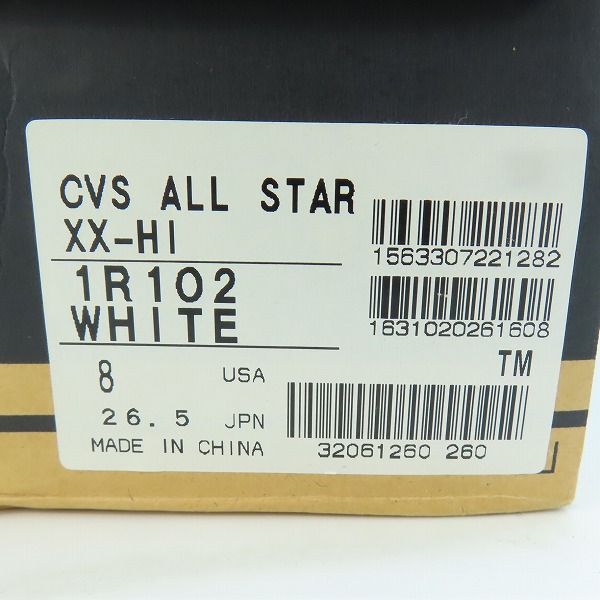 CVS ALL STAR
XX-HI
1563307221282
1R102
WHITE
1631020261608
TM
8 USA
26.5 JPN
MADE IN CHINA
32061260 260